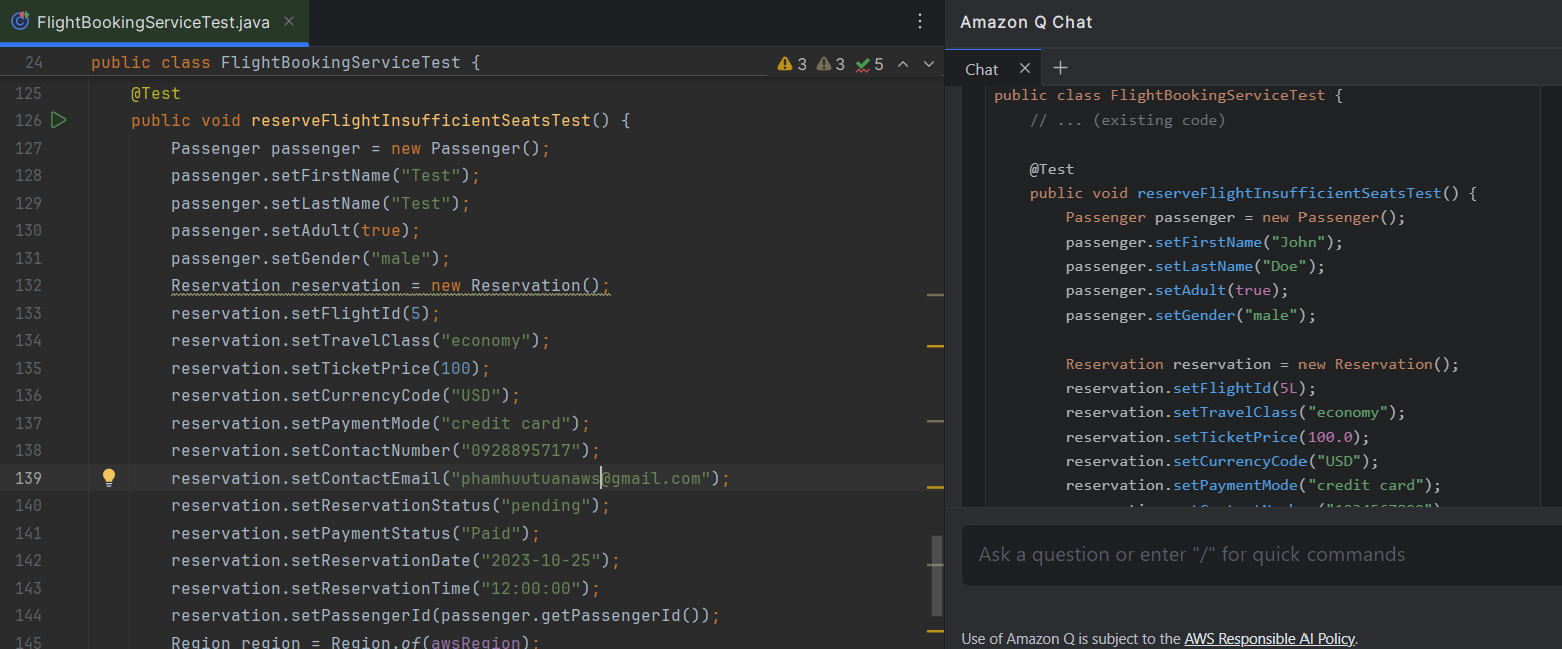 FlightBookingServiceTest.java
24 public class FlightBookingServiceTest {
3 3 5
125 @Test
126 public void reserveFlightInsufficientSeatsTest() {
127 Passenger passenger = new Passenger();
128 passenger.setFirstName("Test");
129 passenger.setLastName("Test");
130 passenger.setAdult(true);
131 passenger.setGender("male");
132 Reservation reservation = new Reservation();
133 reservation.setFlightId(5);
134 reservation.setTravelClass("economy");
135 reservation.setTicketPrice(100);
136 reservation.setCurrencyCode("USD");
137 reservation.setPaymentMode("credit card");
138 reservation.setContactNumber("0928895717");
139 reservation.setContactEmail("phamhuutuanaws@gmail.com");
140 reservation.setReservationStatus("pending");
141 reservation.setPaymentStatus("Paid");
142 reservation.setReservationDate("2023-10-25");
143 reservation.setReservationTime("12:00:00");
144 reservation.setPassengerId(passenger.getPassengerId());
145 Region region = Region.of(awsRegion);
Amazon Q Chat
Chat
public class FlightBookingServiceTest {
// ... (existing code)
@Test
public void reserveFlightInsufficientSeatsTest() {
Passenger passenger = new Passenger();
passenger.setFirstName("John");
passenger.setLastName("Doe");
passenger.setAdult(true);
passenger.setGender("male");
Reservation reservation = new Reservation();
reservation.setFlightId(5L);
reservation.setTravelClass("economy");
reservation.setTicketPrice(100.0);
reservation.setCurrencyCode("USD");
reservation.setPaymentMode("credit card");
Ask a question or enter "/" for quick commands
Use of Amazon Q is subject to the AWS Responsible AI Policy.